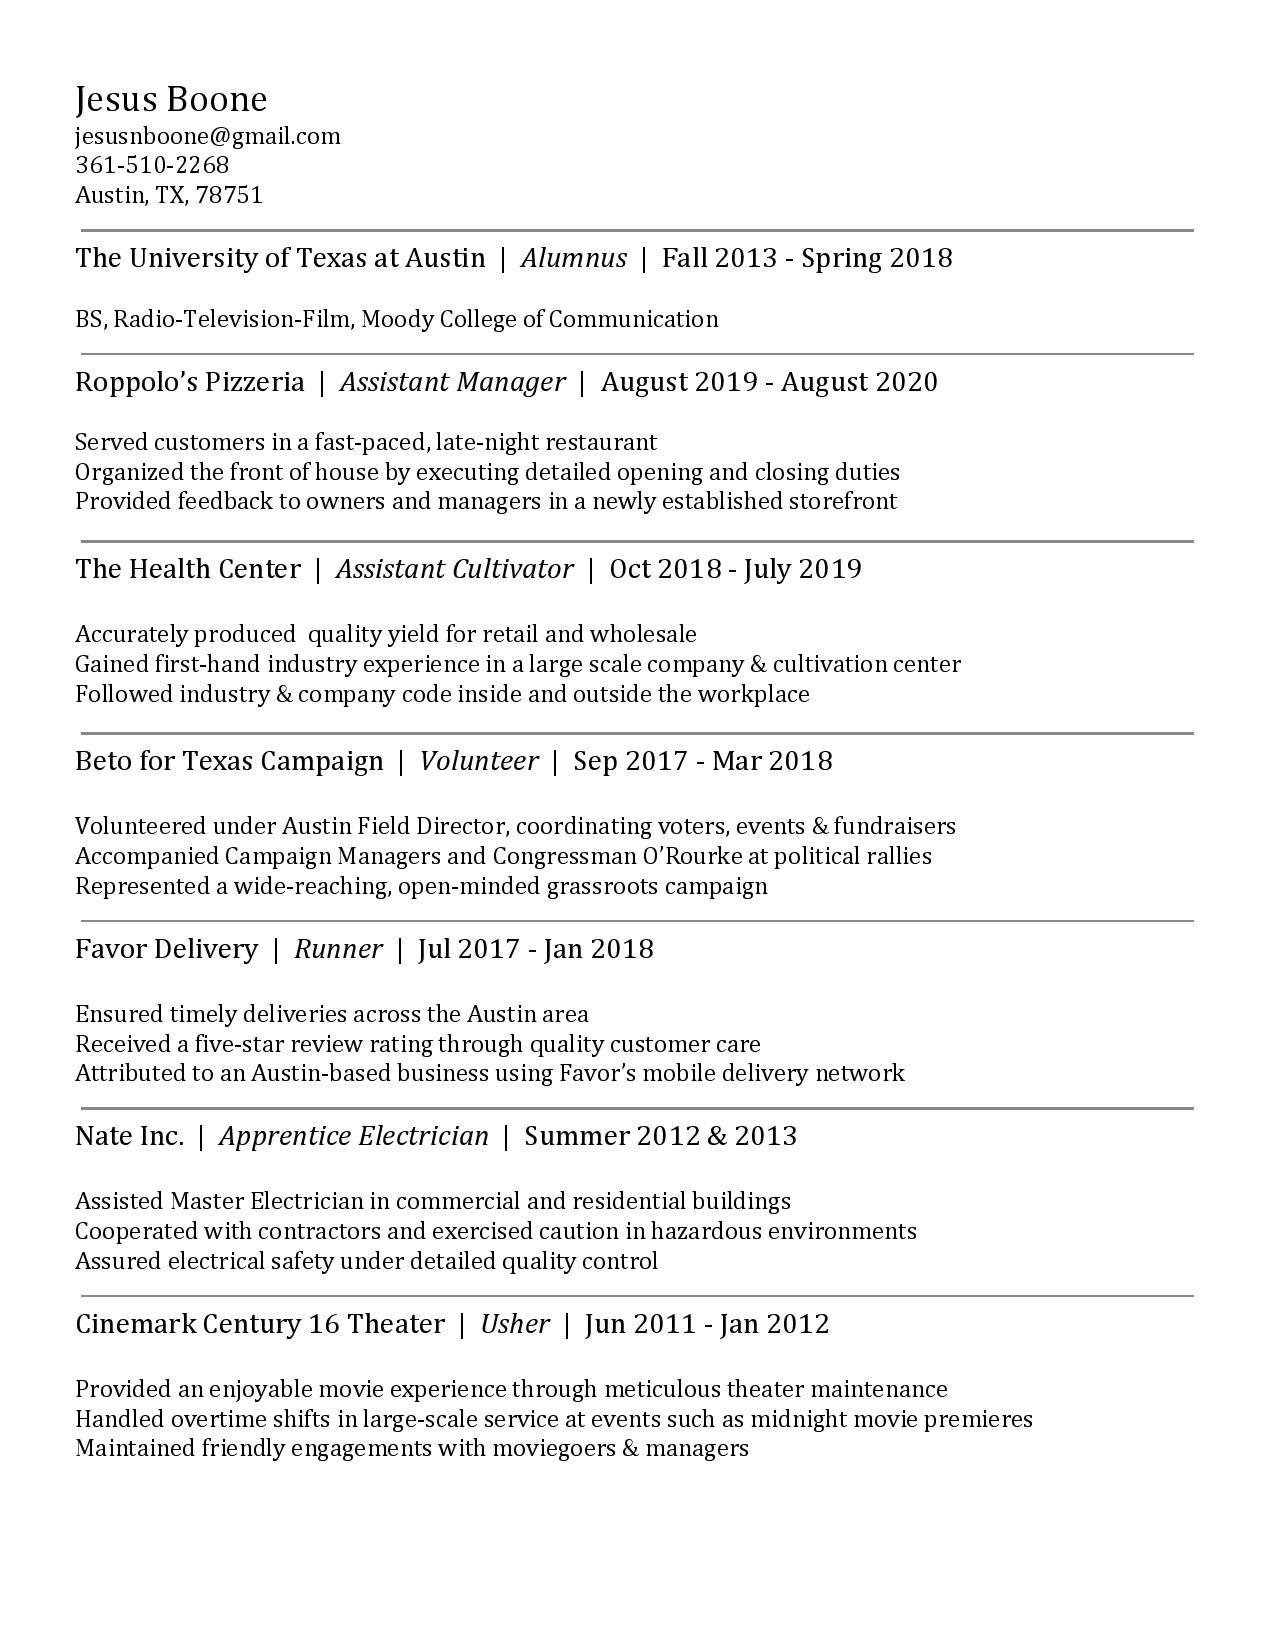 Jesus Boone
jesusnboone@gmail.com
361-510-2268
Austin, TX, 78751
The University of Texas at Austin | Alumnus | Fall 2013 - Spring 2018
BS, Radio-Television-Film, Moody College of Communication
Roppolo’s Pizzeria | Assistant Manager | August 2019 - August 2020
Served customers in a fast-paced, late-night restaurant
Organized the front of house by executing detailed opening and closing duties
Provided feedback to owners and managers in a newly established storefront
The Health Center | Assistant Cultivator | Oct 2018 - July 2019
Accurately produced  quality yield for retail and wholesale
Gained first-hand industry experience in a large scale company & cultivation center
Followed industry & company code inside and outside the workplace
Beto for Texas Campaign | Volunteer | Sep 2017 - Mar 2018
Volunteered under Austin Field Director, coordinating voters, events & fundraisers
Accompanied Campaign Managers and Congressman O’Rourke at political rallies
Represented a wide-reaching, open-minded grassroots campaign
Favor Delivery | Runner | Jul 2017 - Jan 2018
Ensured timely deliveries across the Austin area
Received a five-star review rating through quality customer care
Attributed to an Austin-based business using Favor’s mobile delivery network
Nate Inc. | Apprentice Electrician | Summer 2012 & 2013
Assisted Master Electrician in commercial and residential buildings
Cooperated with contractors and exercised caution in hazardous environments
Assured electrical safety under detailed quality control
Cinemark Century 16 Theater | Usher | Jun 2011 - Jan 2012
Provided an enjoyable movie experience through meticulous theater maintenance
Handled overtime shifts in large-scale service at events such as midnight movie premieres
Maintained friendly engagements with moviegoers & managers